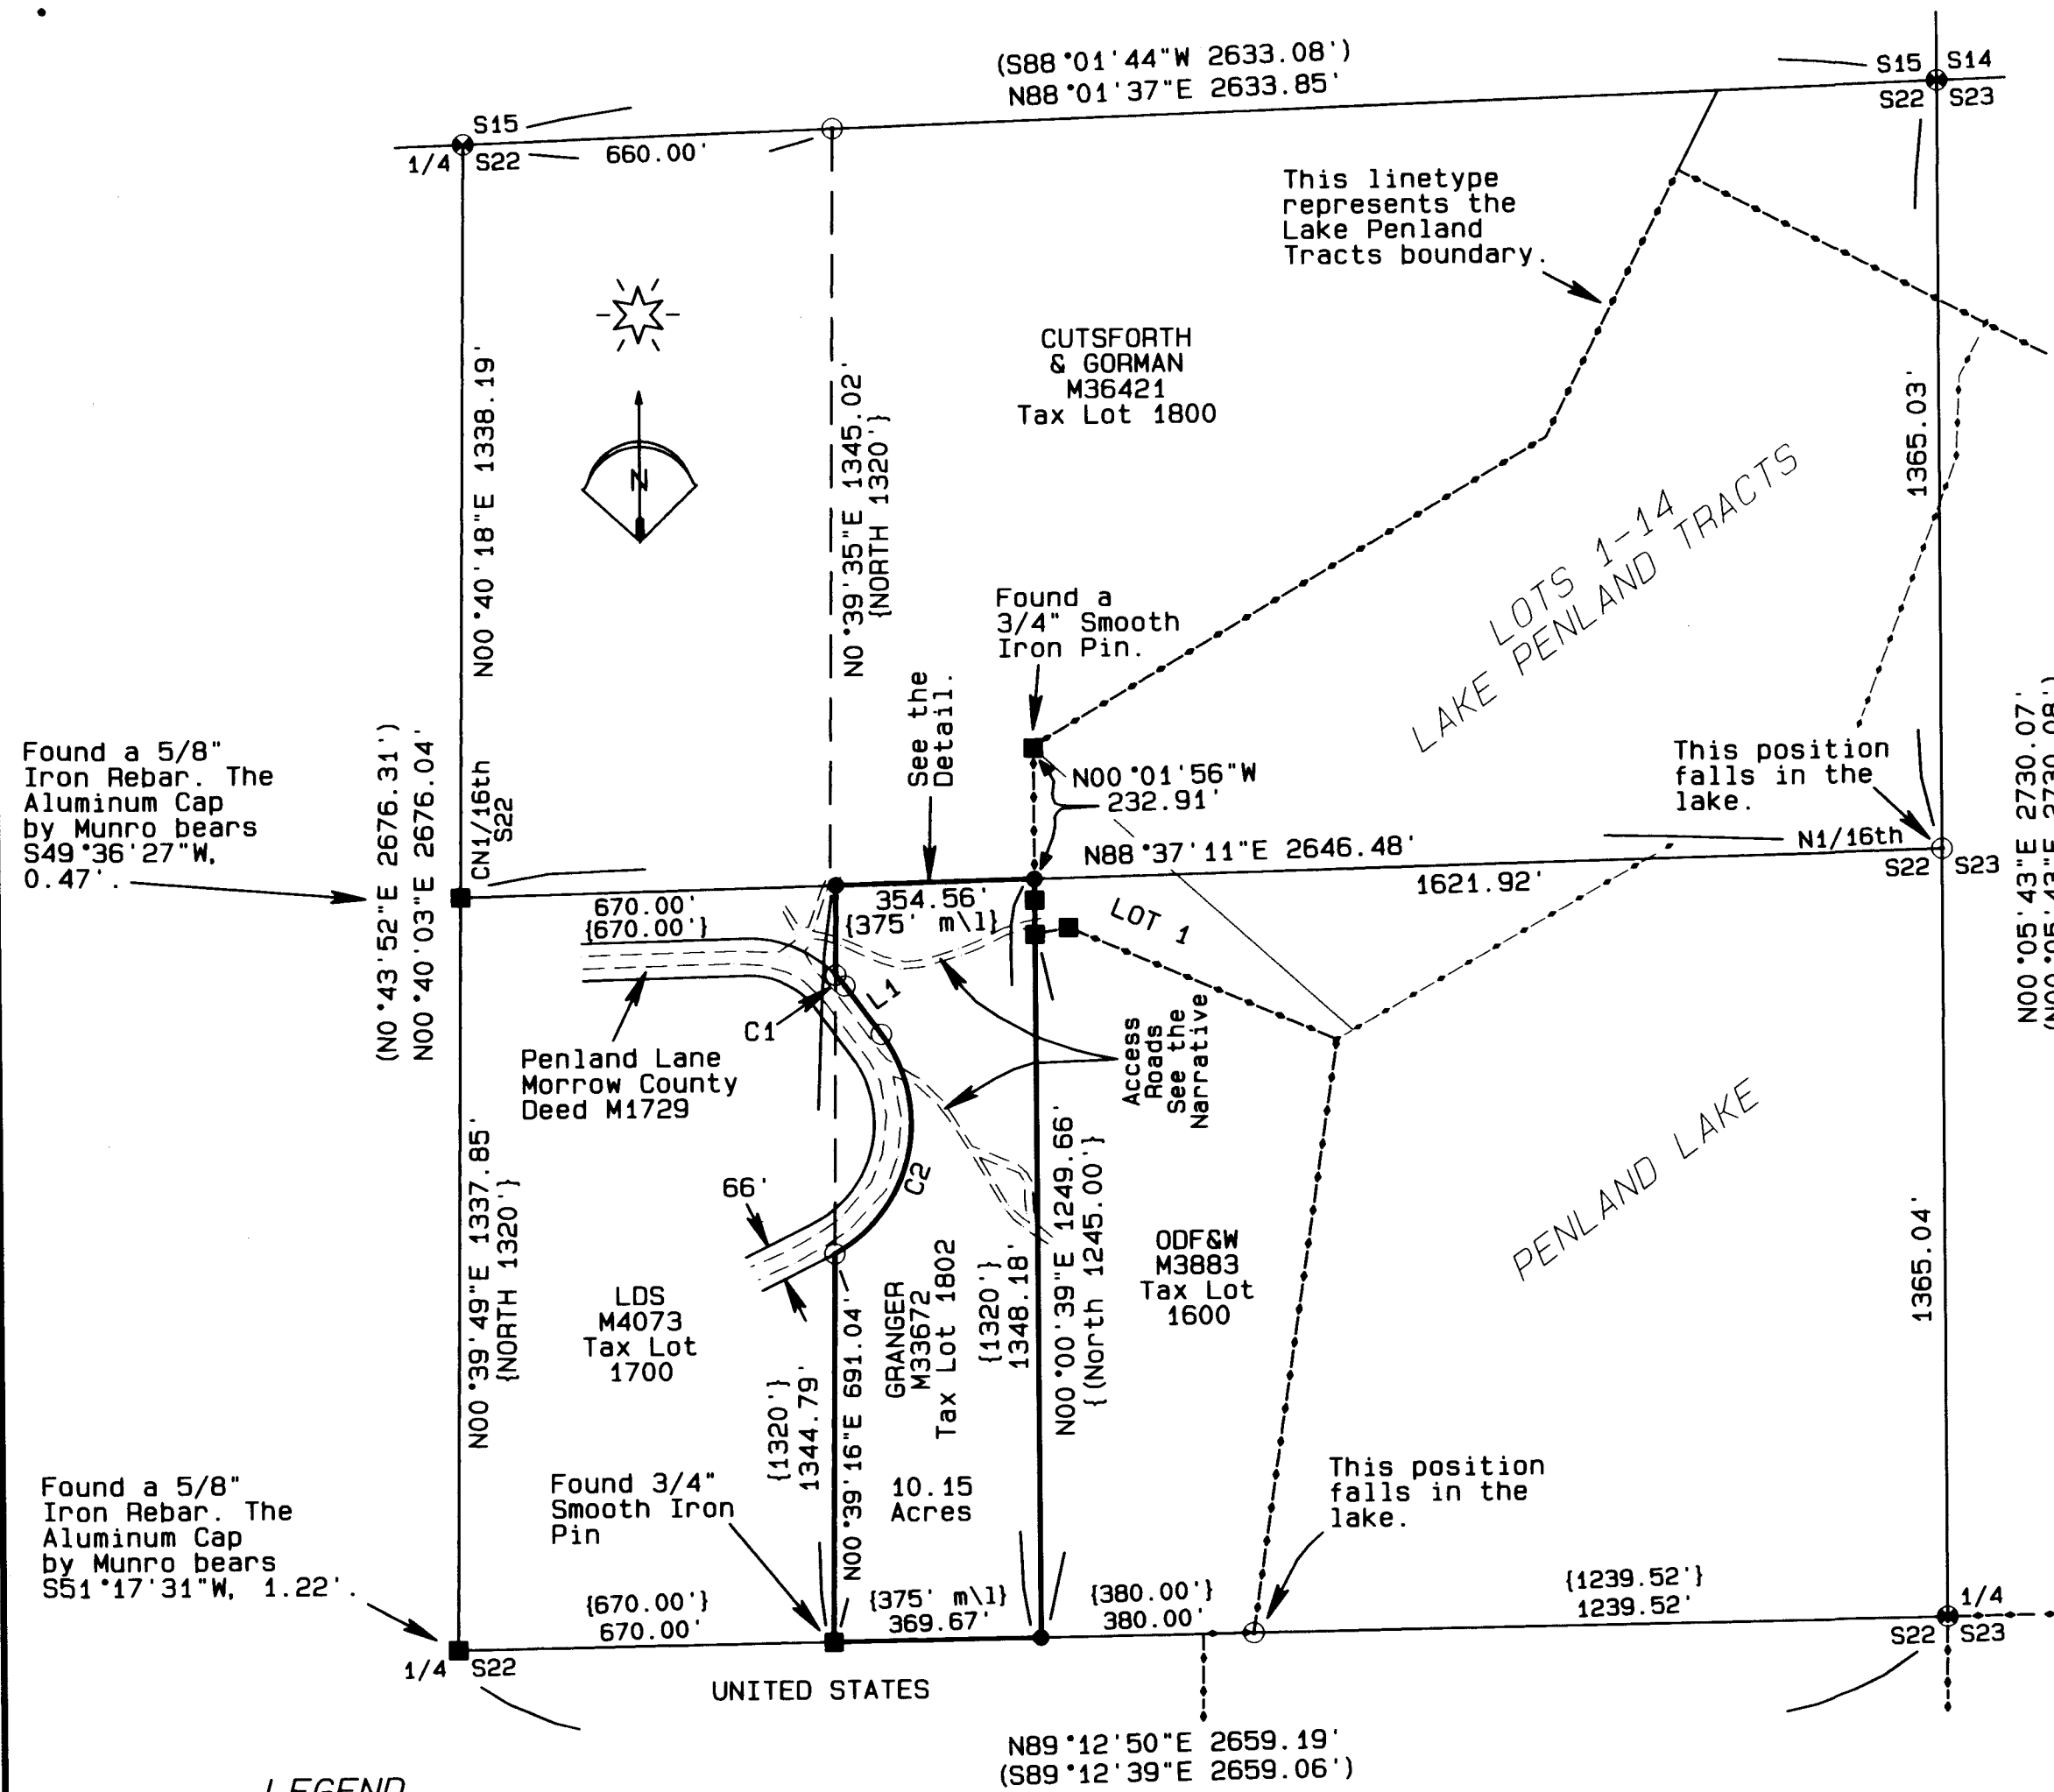 (S88°01'44"W 2633.08')
N88°01'37"E 2633.85'
S15
S14
S22
S23
S15
1/4
S22
660.00'
This linetype
represents the
Lake Penland
Tracts boundary.
CUTSFORTH
& GORMAN
M36421
Tax Lot 1800
N00°40'18"E 1338.19'
N0°39'35"E 1345.02'
{NORTH 1320'}
1365.03'
N
LOTS 1-14
LAKE PENLAND TRACTS
Found a
3/4" Smooth
Iron Pin.
See the
Detail.
N00°01'56"W
232.91'
This position
falls in the
lake.
N00°05'43"E 2730.07'
(N00°05'43"E 2730.08')
Found a 5/8"
Iron Rebar. The
Aluminum Cap
by Munro bears
S49°36'27"W,
0.47'.
(N0°43'52"E 2676.31')
N00°40'03"E 2676.04'
CN1/16th
S22
N88°37'11"E 2646.48'
N1/16th
S22
S23
1621.92'
670.00'
{670.00'}
354.56'
{375' m\l}
LOT 1
L1
C1
Penland Lane
Morrow County
Deed M1729
Access
Roads
See the
Narrative
C2
66'
N00°39'49"E 1337.85'
{NORTH 1320'}
LDS
M4073
Tax Lot
1700
GRANGER
M33672
Tax Lot 1802
{1320'}
1348.18'
N00°00'39"E 1249.66'
{(North 1245.00')}
ODF&W
M3883
Tax Lot
1600
PENLAND LAKE
1365.04'
{1320'}
1344.79'
N00°39'16"E 691.04'
10.15
Acres
Found 3/4"
Smooth Iron
Pin
This position
falls in the
lake.
Found a 5/8"
Iron Rebar. The
Aluminum Cap
by Munro bears
S51°17'31"W, 1.22'.
{670.00'}
670.00'
{375' m\l}
369.67'
{380.00'}
380.00'
{1239.52'}
1239.52'
1/4
S22
S23
1/4
S22
UNITED STATES
N89°12'50"E 2659.19'
(S89°12'39"E 2659.06')
LEGEND